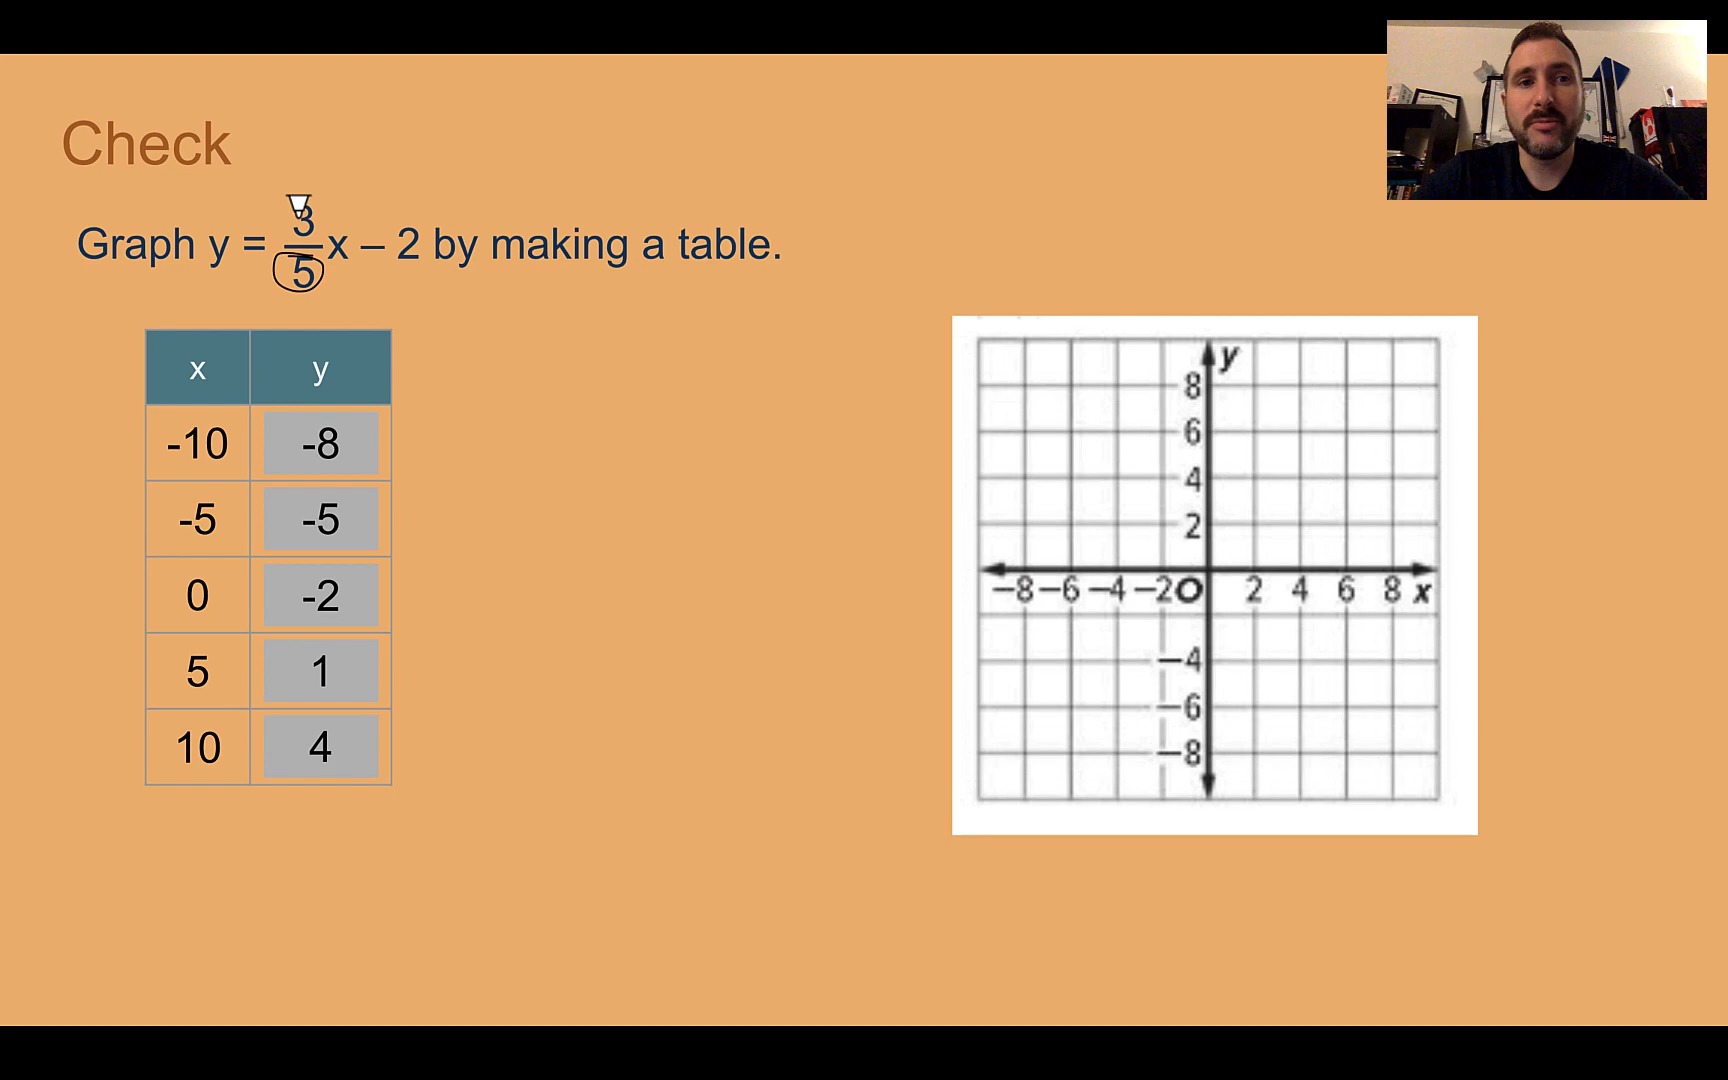 Check
Graph y = 3/5 x – 2 by making a table.
x y
-10 -8
-5 -5
0 -2
5 1
10 4
y
8
6
4
2
−8 −6 −4 −2 O 2 4 6 8 x
−4
−6
−8